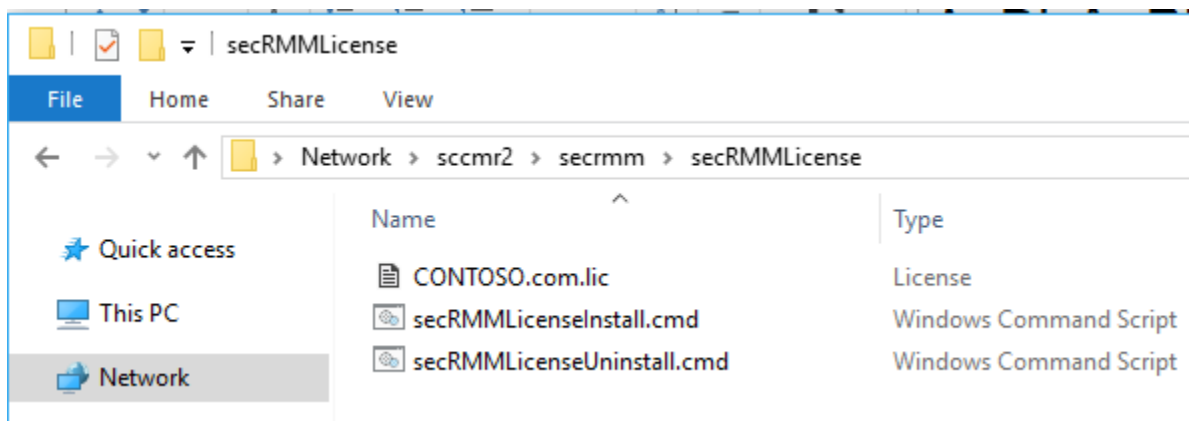 secRMMLicense
File Home Share View
Network > sccmr2 > secrmm > secRMMLicense
Name Type
Quick access
CONTOSO.com.lic License
This PC
secRMMLicenseInstall.cmd Windows Command Script
secRMMLicenseUninstall.cmd Windows Command Script
Network